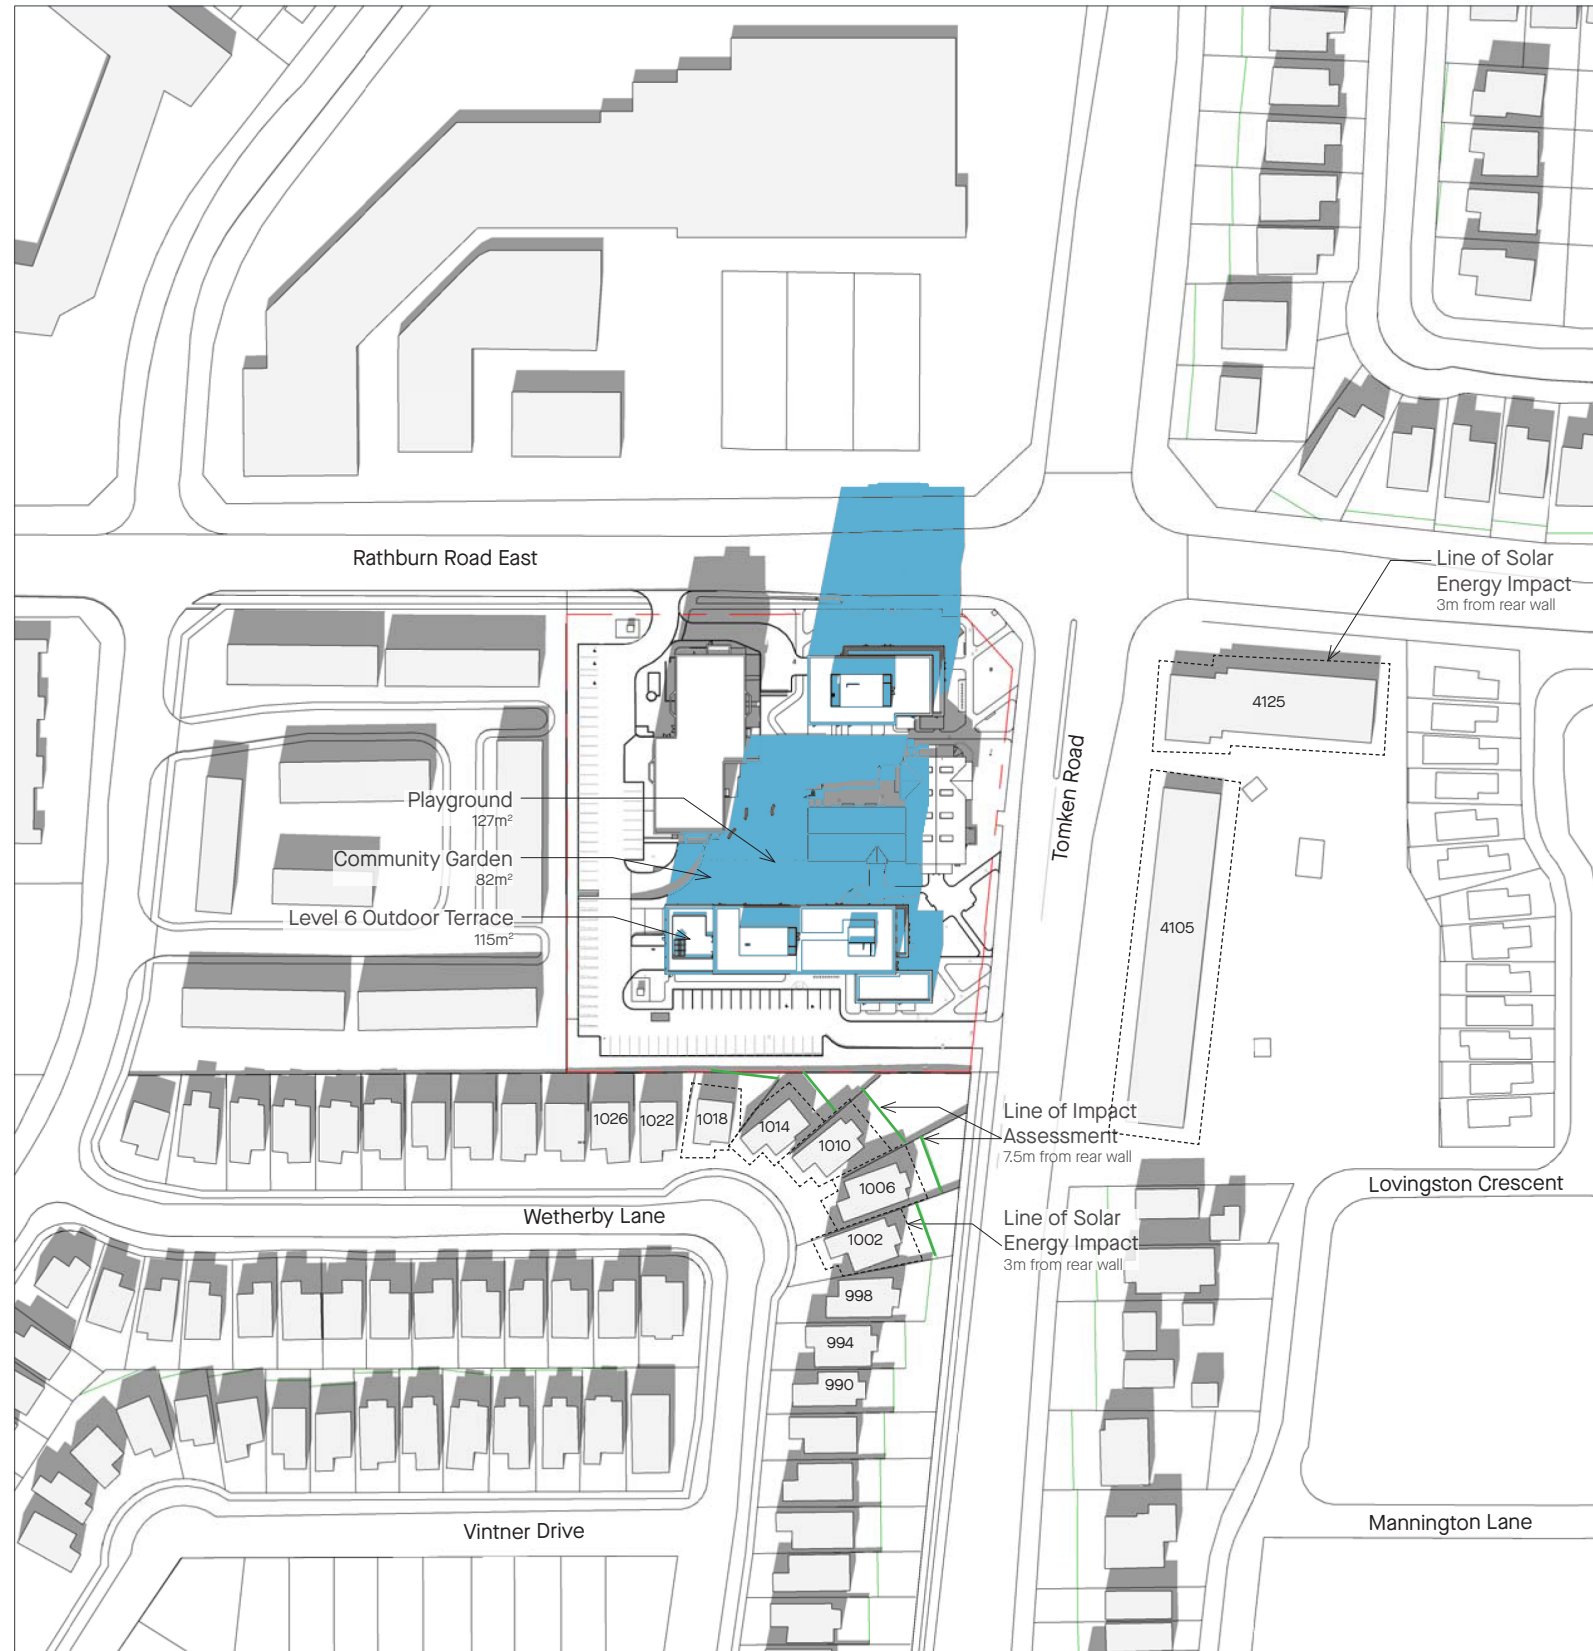 Rathburn Road East
Line of Solar
Energy Impact
3m from rear wall
4125
Tomken Road
Playground
127m²
Community Garden
82m²
Level 6 Outdoor Terrace
115m²
4105
1026
1022
1018
1014
1010
1006
1002
998
994
990
Line of Impact
Assessment
7.5m from rear wall
Line of Solar
Energy Impact
3m from rear wall
Lovingston Crescent
Wetherby Lane
Vintner Drive
Mannington Lane